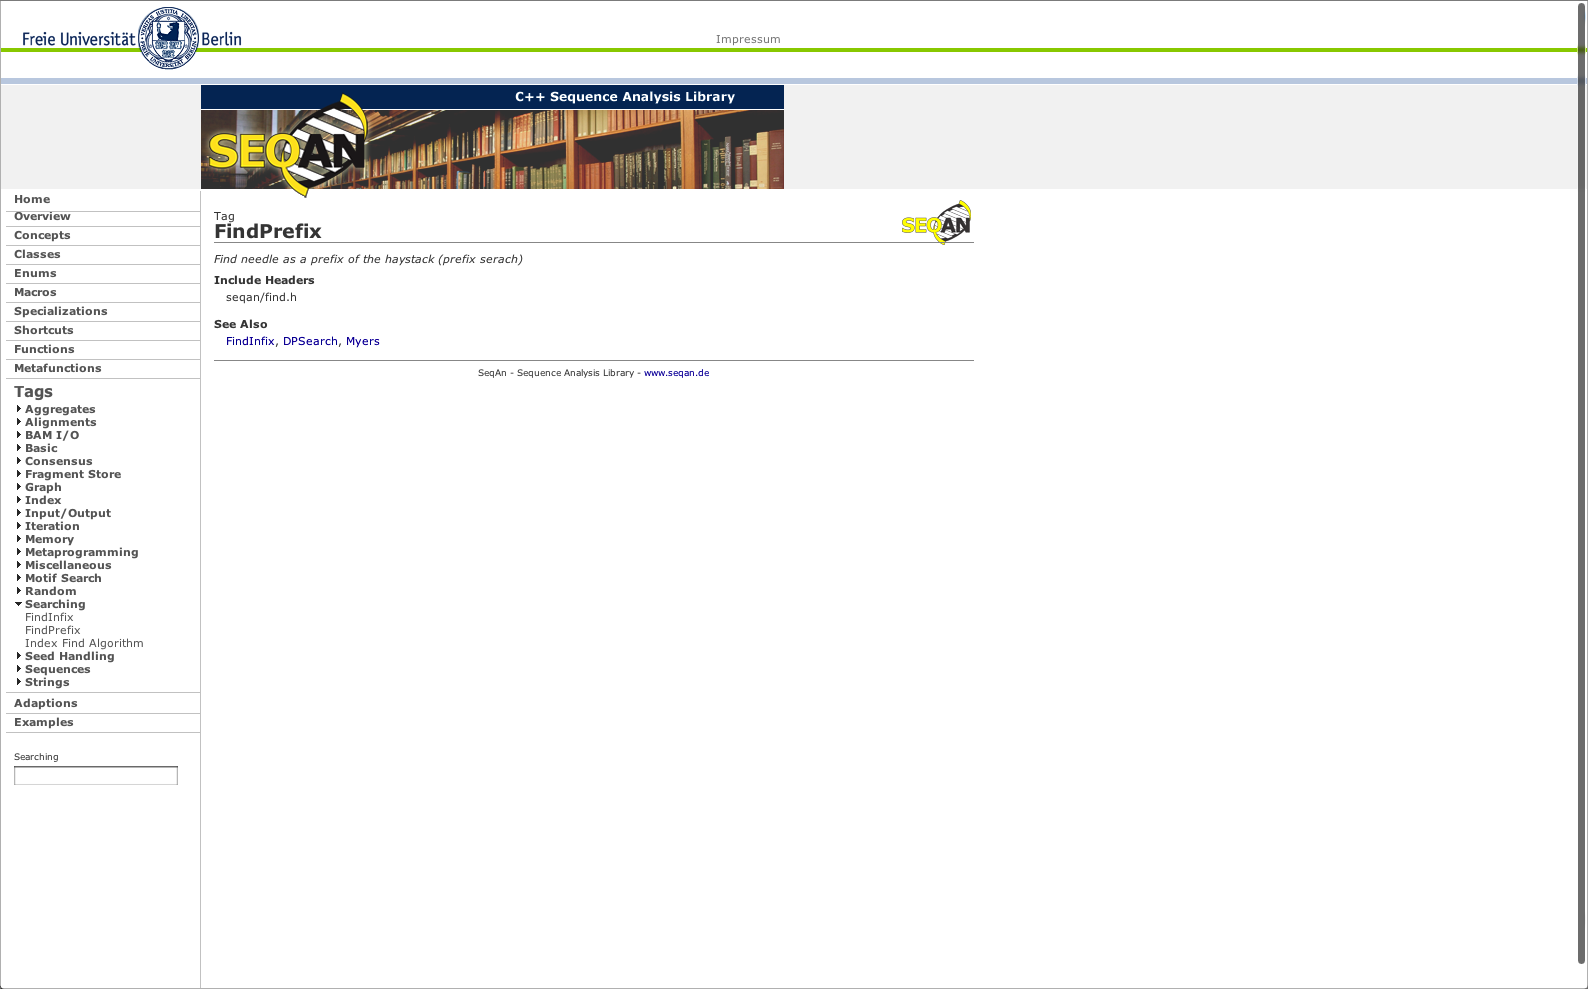 Freie Universität Berlin
Impressum
C++ Sequence Analysis Library
SEQAN
Home
Overview
Concepts
Classes
Enums
Macros
Specializations
Shortcuts
Functions
Metafunctions
Tags
Aggregates
Alignments
BAM I/O
Basic
Consensus
Fragment Store
Graph
Index
Input/Output
Iteration
Memory
Metaprogramming
Miscellaneous
Motif Search
Random
Searching
FindInfix
FindPrefix
Index Find Algorithm
Seed Handling
Sequences
Strings
Adaptions
Examples
Searching
Tag
FindPrefix
SEQAN
Find needle as a prefix of the haystack (prefix serach)
Include Headers
seqan/find.h
See Also
FindInfix, DPSearch, Myers
SeqAn - Sequence Analysis Library - www.seqan.de